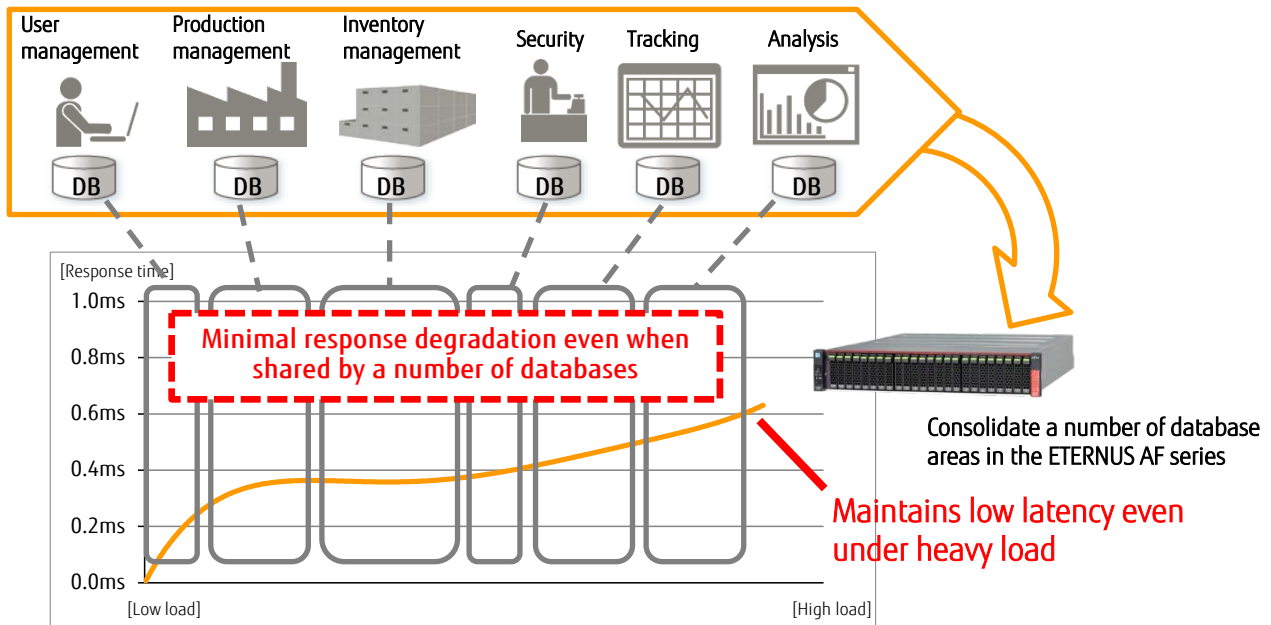 User
management
Production
management
Inventory
management
Security
Tracking
Analysis
DB
DB
DB
DB
DB
DB
[Response time]
1.0ms
0.8ms
0.6ms
0.4ms
0.2ms
0.0ms
Minimal response degradation even when
shared by a number of databases
[Low load]
[High load]
Consolidate a number of database
areas in the ETERNUS AF series
Maintains low latency even
under heavy load